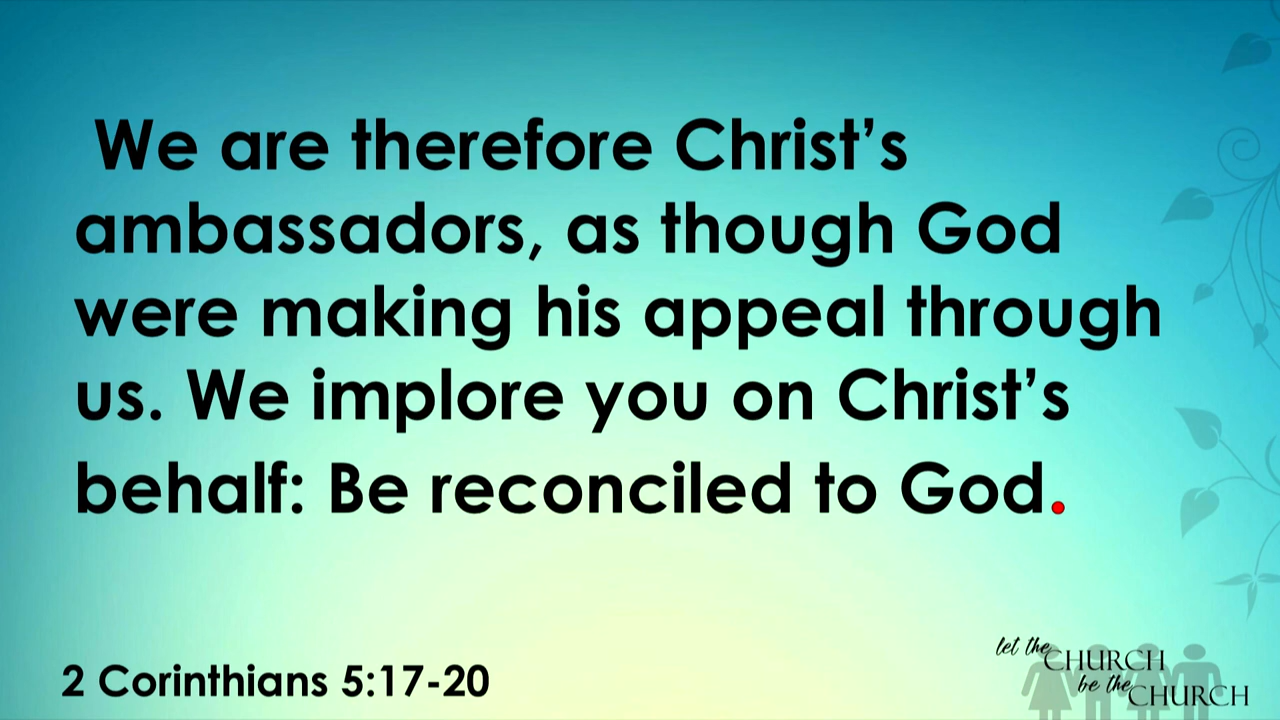 We are therefore Christ’s
ambassadors, as though God
were making his appeal through
us. We implore you on Christ’s
behalf: Be reconciled to God.
2 Corinthians 5:17-20
let the CHURCH
be the CHURCH